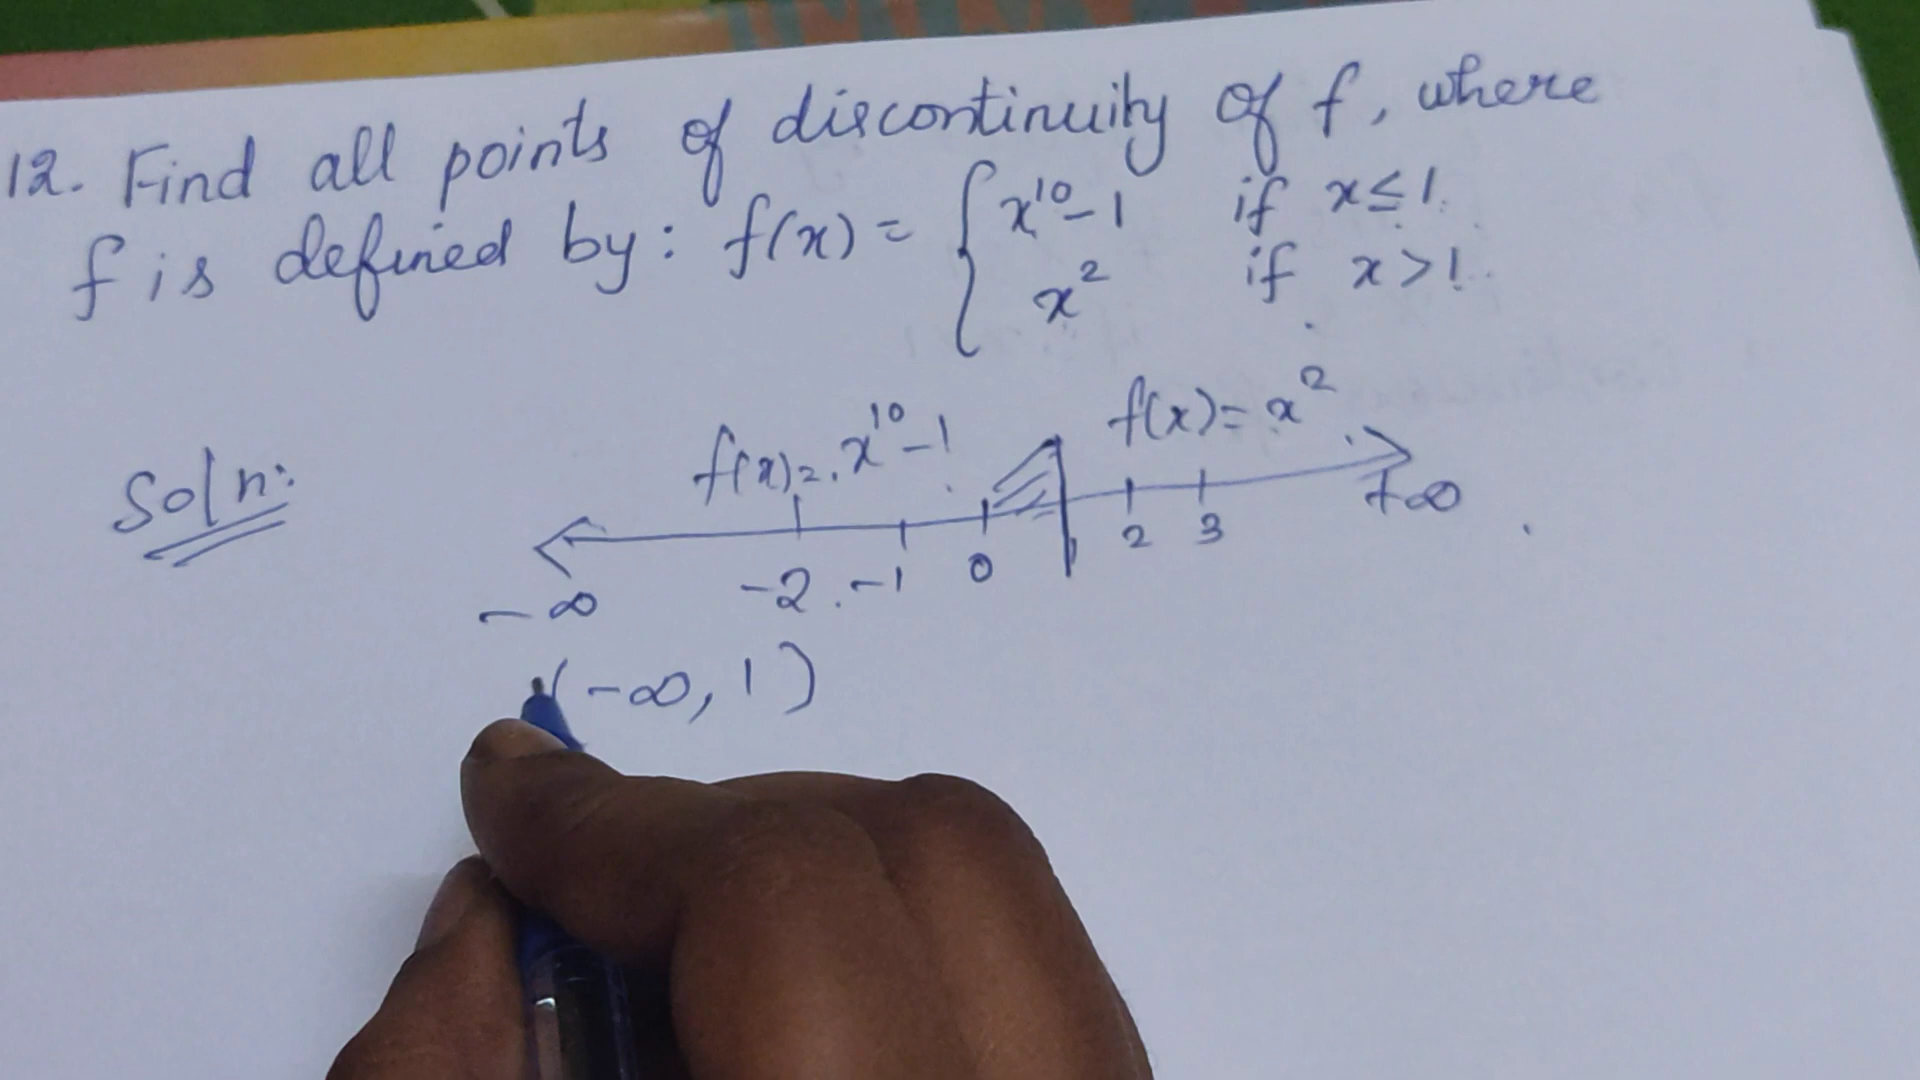 12. Find all points of discontinuity of f, where
f is defined by: f(x) = { x¹⁰-1 if x≤1
x² if x>1
Soln:
f(x)= x¹⁰-1 f(x)= x²
-∞ -2 -1 0 1 2 3 +∞
(-∞, 1)